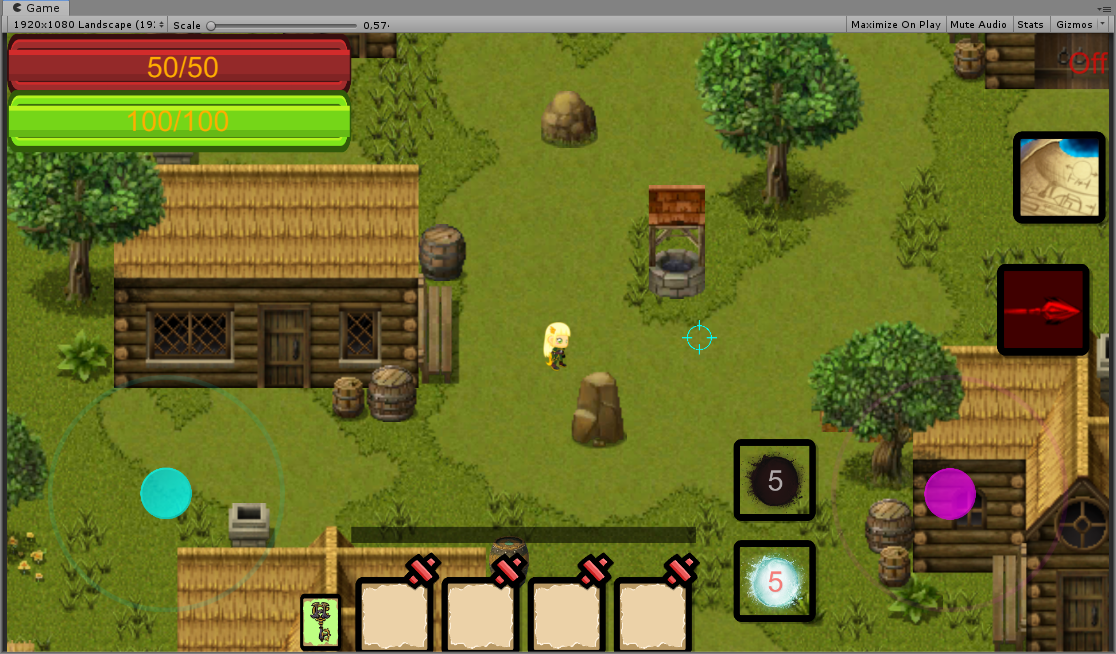 Game
1920x1080 Landscape (192
Scale 0,57
Maximize On Play Mute Audio Stats Gizmos
50/50
Off
100/100
5
5